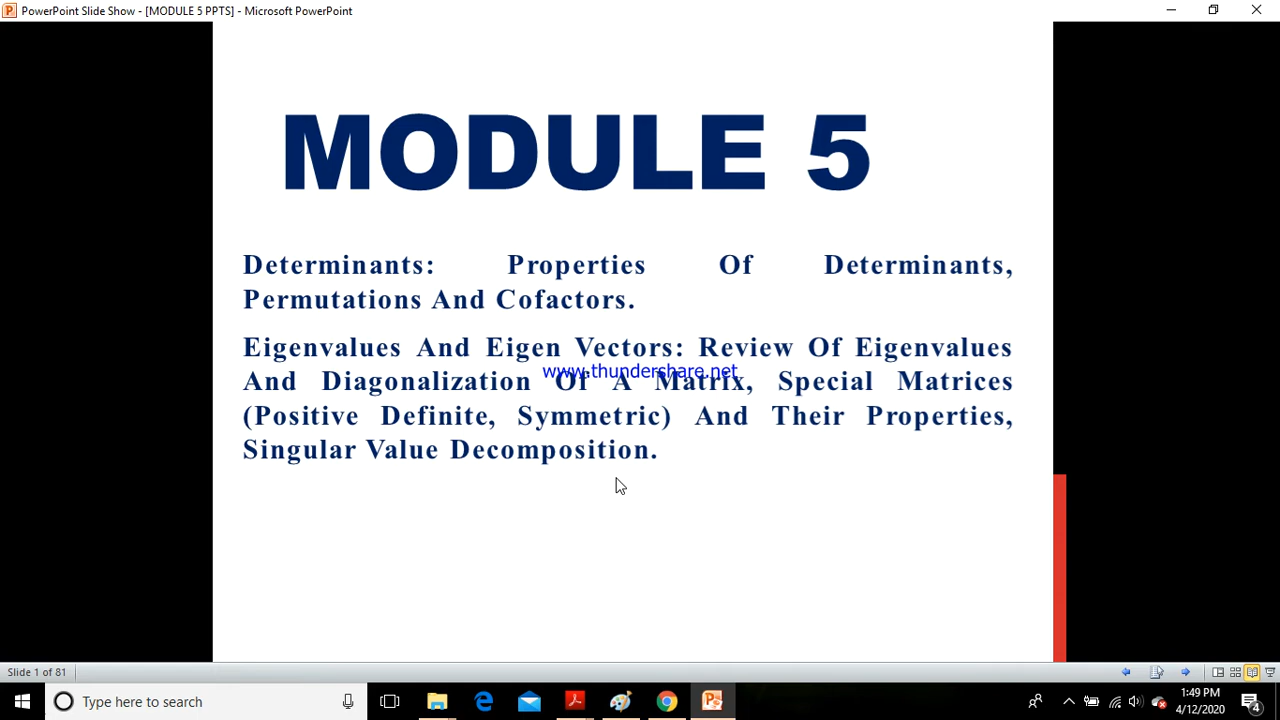 PowerPoint Slide Show - [MODULE 5 PPTS] - Microsoft PowerPoint
MODULE 5
Determinants: Properties Of Determinants,
Permutations And Cofactors.
Eigenvalues And Eigen Vectors: Review Of Eigenvalues
www.thundershare.net
And Diagonalization Of A Matrix, Special Matrices
(Positive Definite, Symmetric) And Their Properties,
Singular Value Decomposition.
Slide 1 of 81
Type here to search
1:49 PM
4/12/2020
4